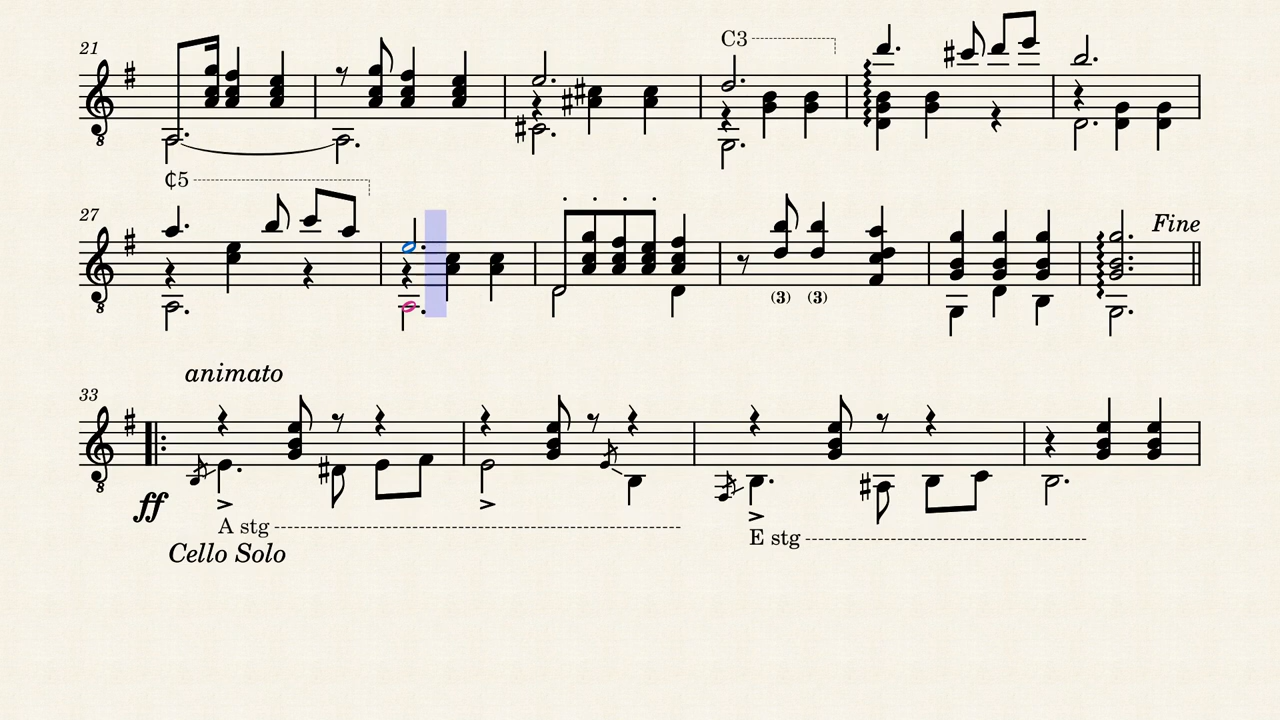 C3
21
₵5
27
Fine
(3) (3)
animato
33
ff
A stg
E stg
Cello Solo